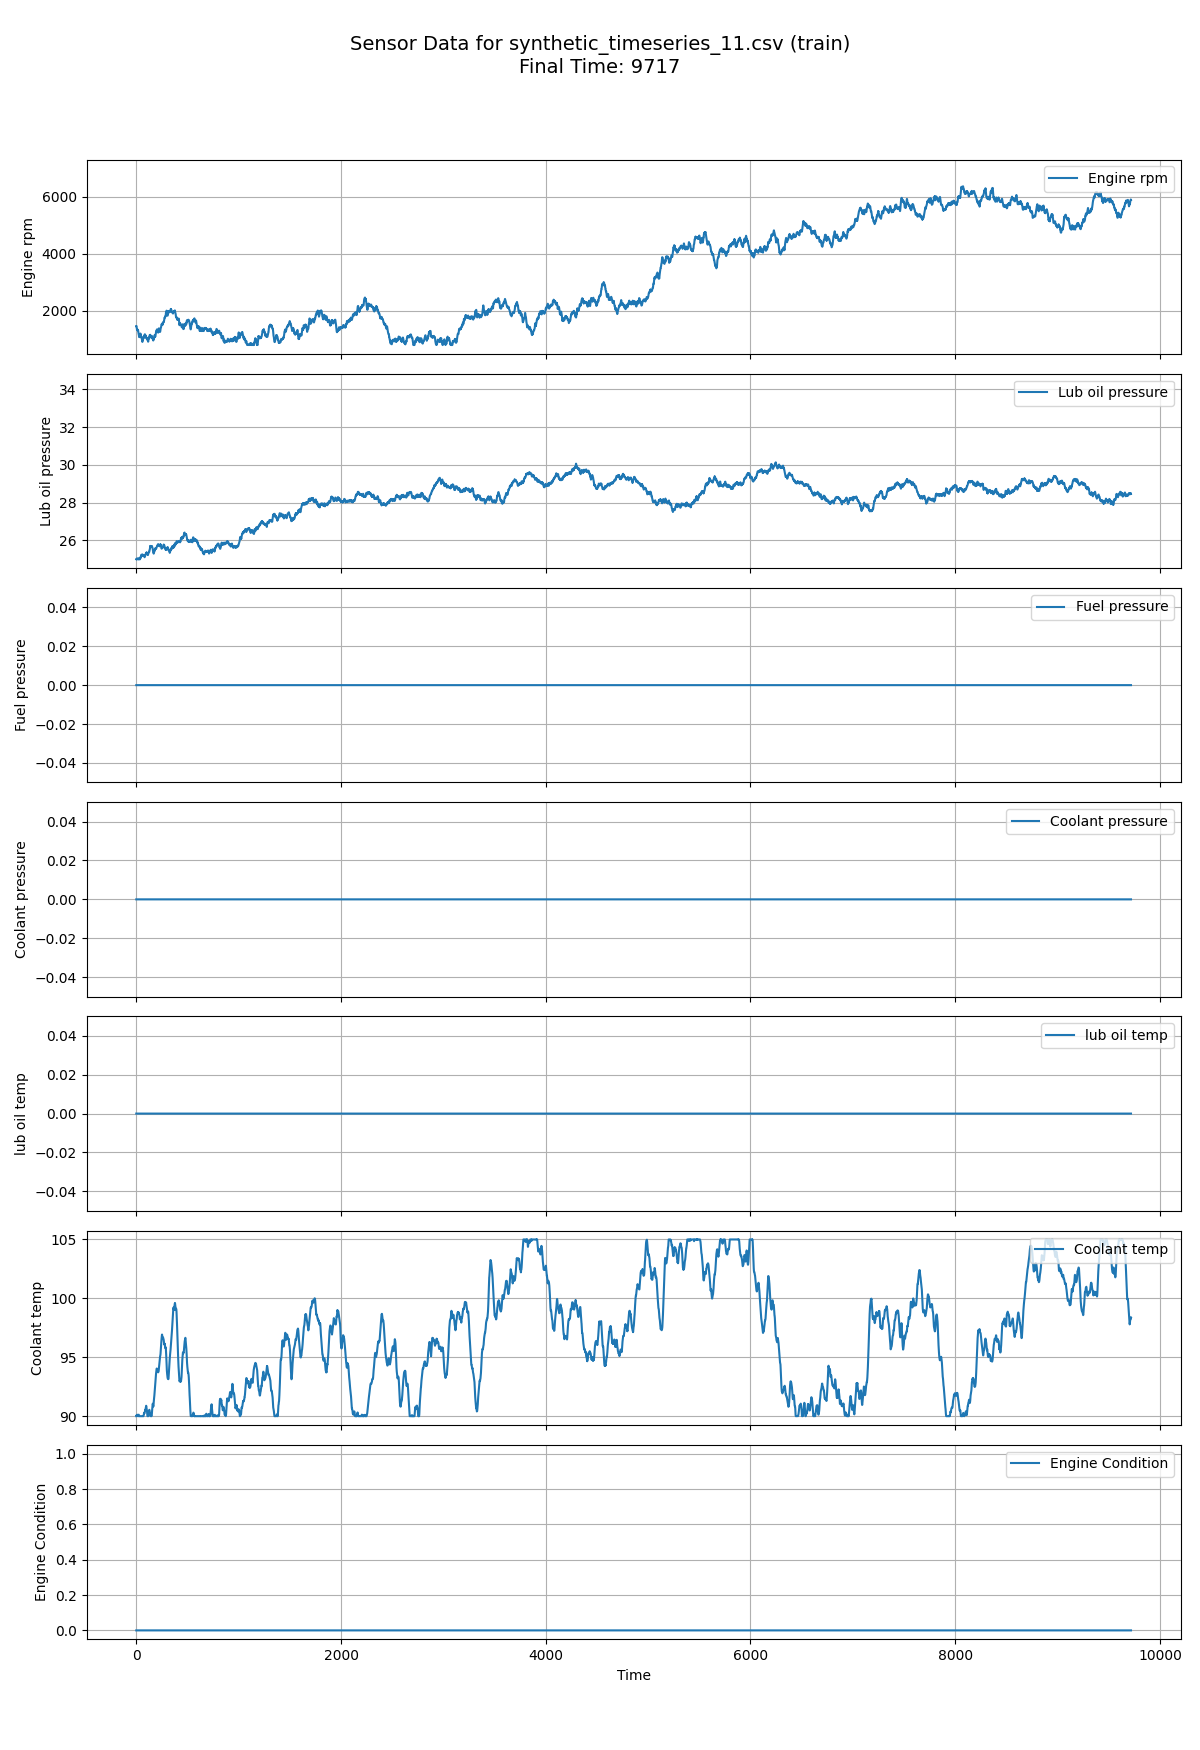 Sensor Data for synthetic_timeseries_11.csv (train)
Final Time: 9717
Engine rpm
6000
4000
2000
Engine rpm
Lub oil pressure
34
32
30
28
26
Lub oil pressure
Fuel pressure
0.04
0.02
0.00
−0.02
−0.04
Fuel pressure
Coolant pressure
0.04
0.02
0.00
−0.02
−0.04
Coolant pressure
lub oil temp
0.04
0.02
0.00
−0.02
−0.04
lub oil temp
Coolant temp
105
100
95
90
Coolant temp
Engine Condition
1.0
0.8
0.6
0.4
0.2
0.0
Engine Condition
0 2000 4000 6000 8000 10000
Time